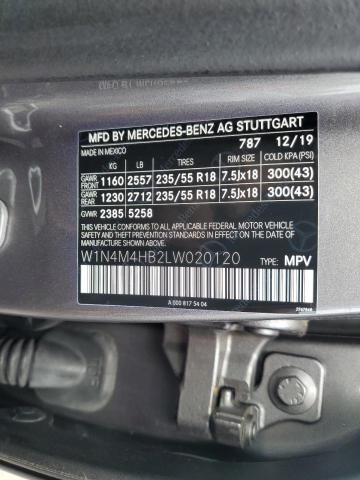 MFD BY MERCEDES-BENZ AG STUTTGART
MADE IN MEXICO 787 12/19
KG LB TIRES RIM SIZE COLD KPA(PSI)
GAWR FRONT 1160 2557 235/55 R18 7.5Jx18 300(43)
GAWR REAR 1230 2712 235/55 R18 7.5Jx18 300(43)
GVWR 2385 5258
THIS VEHICLE CONFORMS TO ALL APPLICABLE FEDERAL MOTOR
VEHICLE SAFETY, BUMPER, AND THEFT PREVENTION STANDARDS IN
EFFECT ON THE DATE OF MANUFACTURE SHOWN ABOVE.
W1N4M4HB2LW020120 TYPE: MPV
A 000 817 54 04